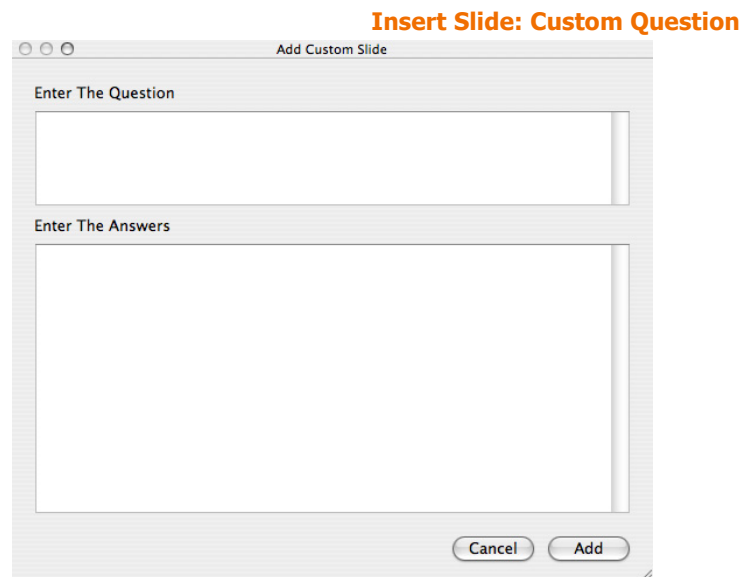 Insert Slide: Custom Question
Add Custom Slide
Enter The Question
Enter The Answers
Cancel Add